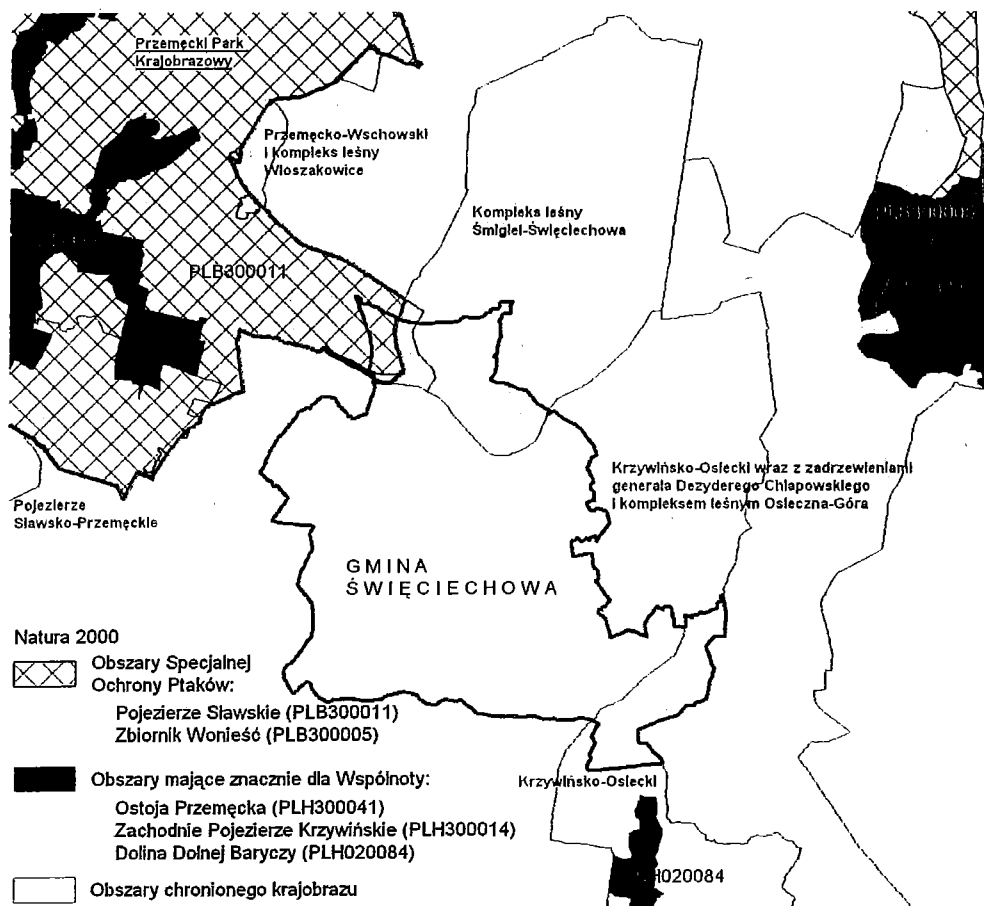 Przemęcki Park
Krajobrazowy
Przemęcko-Wschowski
i kompleks leśny
Włoszakowice
Kompleks leśny
Śmigiel-Święciechowa
PLB300011
Krzywińsko-Osiecki wraz z zadrzewieniami
generała Dezyderego Chłapowskiego
i kompleksem leśnym Osieczna-Góra
Pojezierze
Sławsko-Przemęckie
GMINA
ŚWIĘCIECHOWA
Natura 2000
Obszary Specjalnej
Ochrony Ptaków:
Pojezierze Sławskie (PLB300011)
Zbiornik Wonieść (PLB300005)
Obszary mające znacznie dla Wspólnoty:
Ostoja Przemęcka (PLH300041)
Zachodnie Pojezierze Krzywińskie (PLH300014)
Dolina Dolnej Baryczy (PLH020084)
Obszary chronionego krajobrazu
Krzywińsko-Osiecki
LH020084